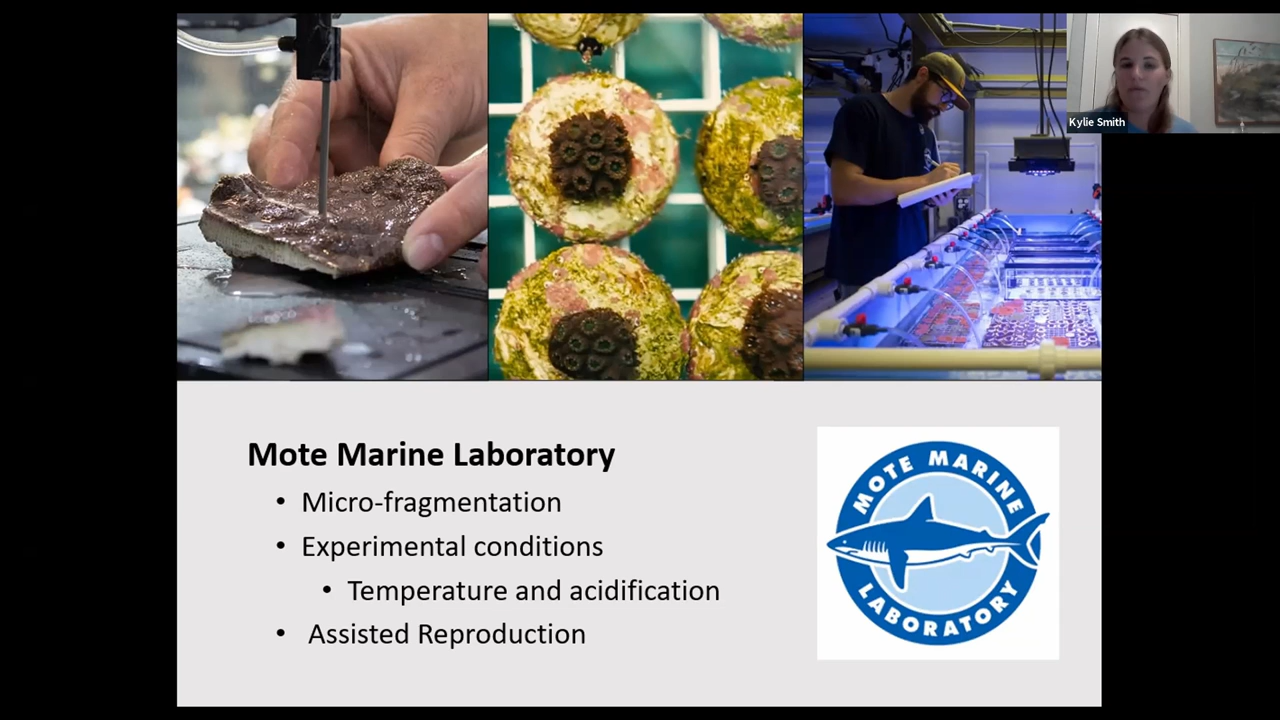 Kylie Smith
Mote Marine Laboratory
• Micro-fragmentation
• Experimental conditions
• Temperature and acidification
• Assisted Reproduction
MOTE MARINE
LABORATORY